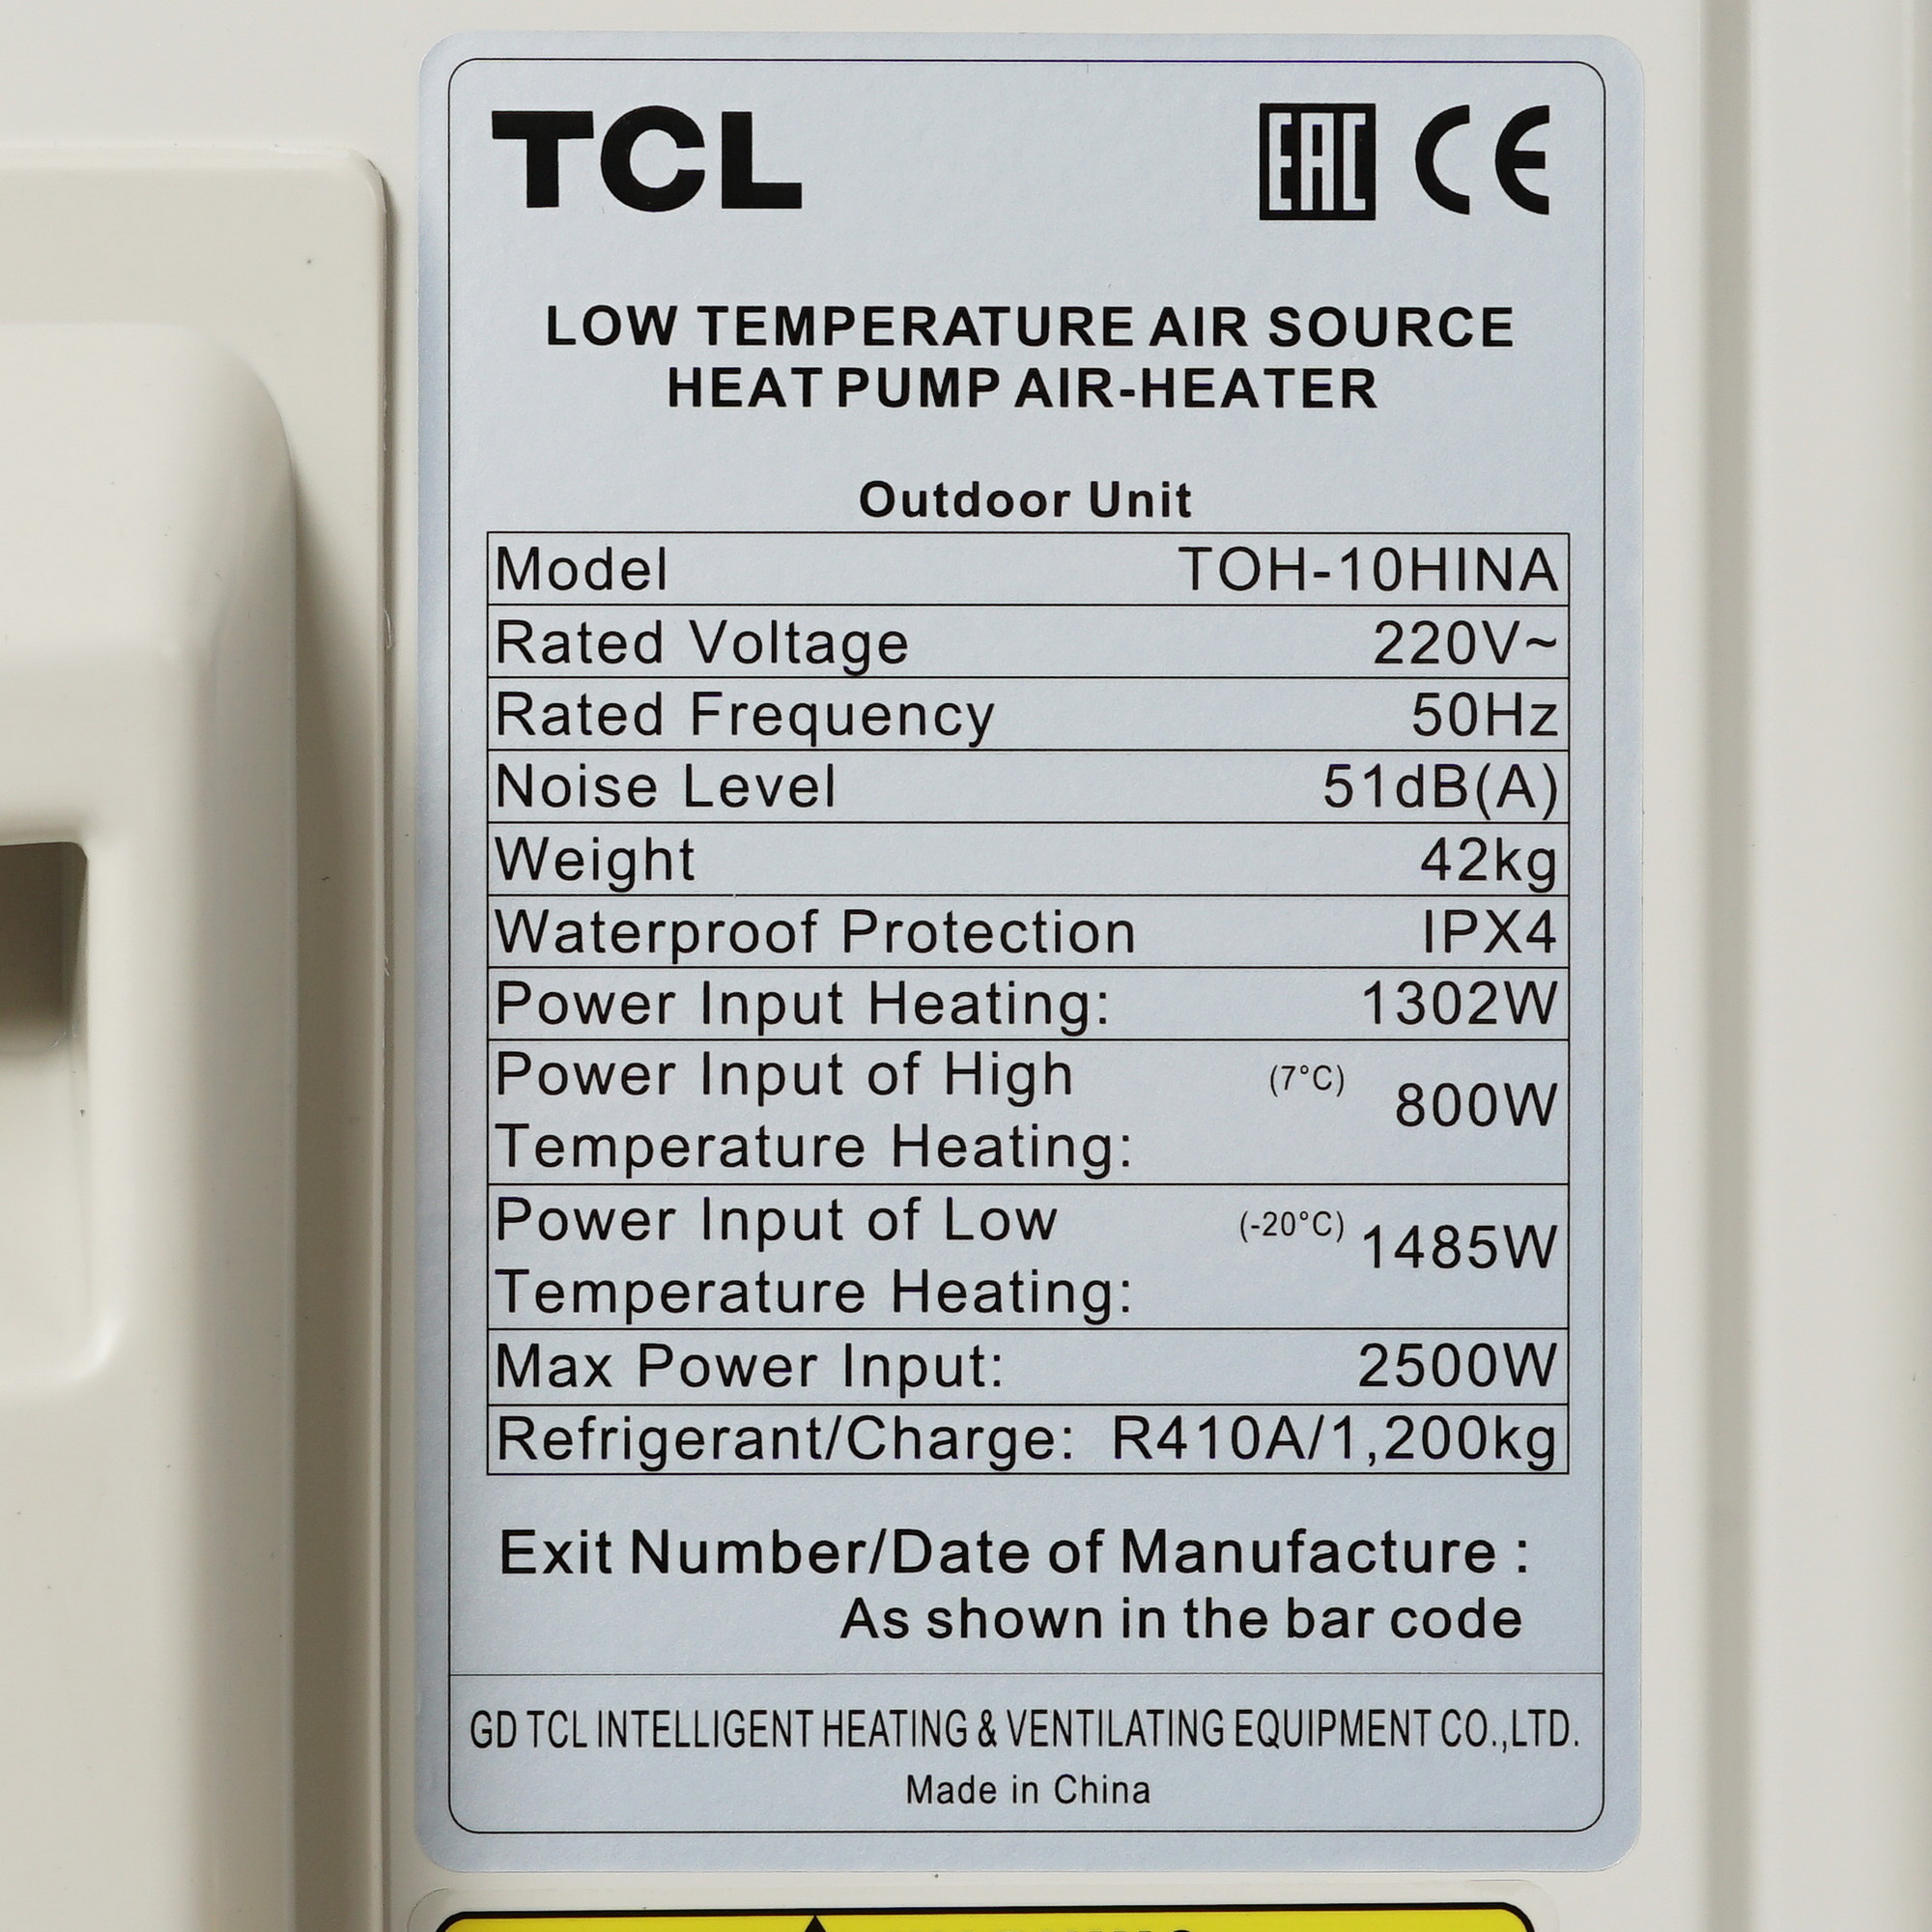 TCL EAC CE
LOW TEMPERATURE AIR SOURCE
HEAT PUMP AIR-HEATER
Outdoor Unit
Model TOH-10HINA
Rated Voltage 220V~
Rated Frequency 50Hz
Noise Level 51dB(A)
Weight 42kg
Waterproof Protection IPX4
Power Input Heating: 1302W
Power Input of High (7°C) 800W
Temperature Heating:
Power Input of Low (-20°C) 1485W
Temperature Heating:
Max Power Input: 2500W
Refrigerant/Charge: R410A/1,200kg
Exit Number/Date of Manufacture :
As shown in the bar code
GD TCL INTELLIGENT HEATING & VENTILATING EQUIPMENT CO.,LTD.
Made in China